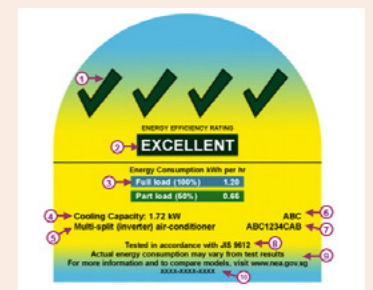 1
ENERGY EFFICIENCY RATING
2 EXCELLENT
Energy Consumption kWh per hr
3 Full load (100%) 1.20
Part load (50%) 0.65
4 Cooling Capacity: 1.72 kW ABC 6
5 Multi-split (inverter) air-conditioner ABC1234CAB 7
Tested in accordance with JIS 9612 8
Actual energy consumption may vary from test results 9
For more information and to compare models, visit www.nea.gov.sg
XXXX-XXXX-XXXX 10